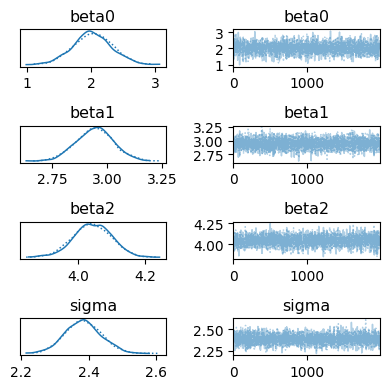 beta0 beta0
3
2
1
1 2 3 0 1000
beta1 beta1
3.25
3.00
2.75
2.75 3.00 3.25 0 1000
beta2 beta2
4.25
4.00
4.0 4.2 0 1000
sigma sigma
2.50
2.25
2.2 2.4 2.6 0 1000